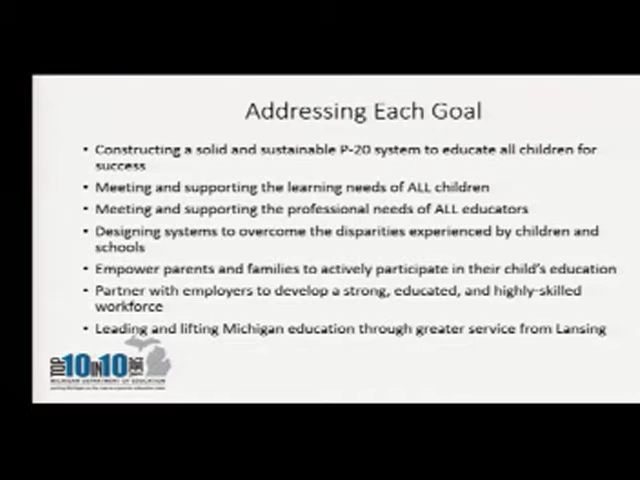 Addressing Each Goal
• Constructing a solid and sustainable P-20 system to educate all children for
success
• Meeting and supporting the learning needs of ALL children
• Meeting and supporting the professional needs of ALL educators
• Designing systems to overcome the disparities experienced by children and
schools
• Empower parents and families to actively participate in their child's education
• Partner with employers to develop a strong, educated, and highly-skilled
workforce
• Leading and lifting Michigan education through greater service from Lansing
TOP 10 IN 10 YEARS
MICHIGAN DEPARTMENT OF EDUCATION